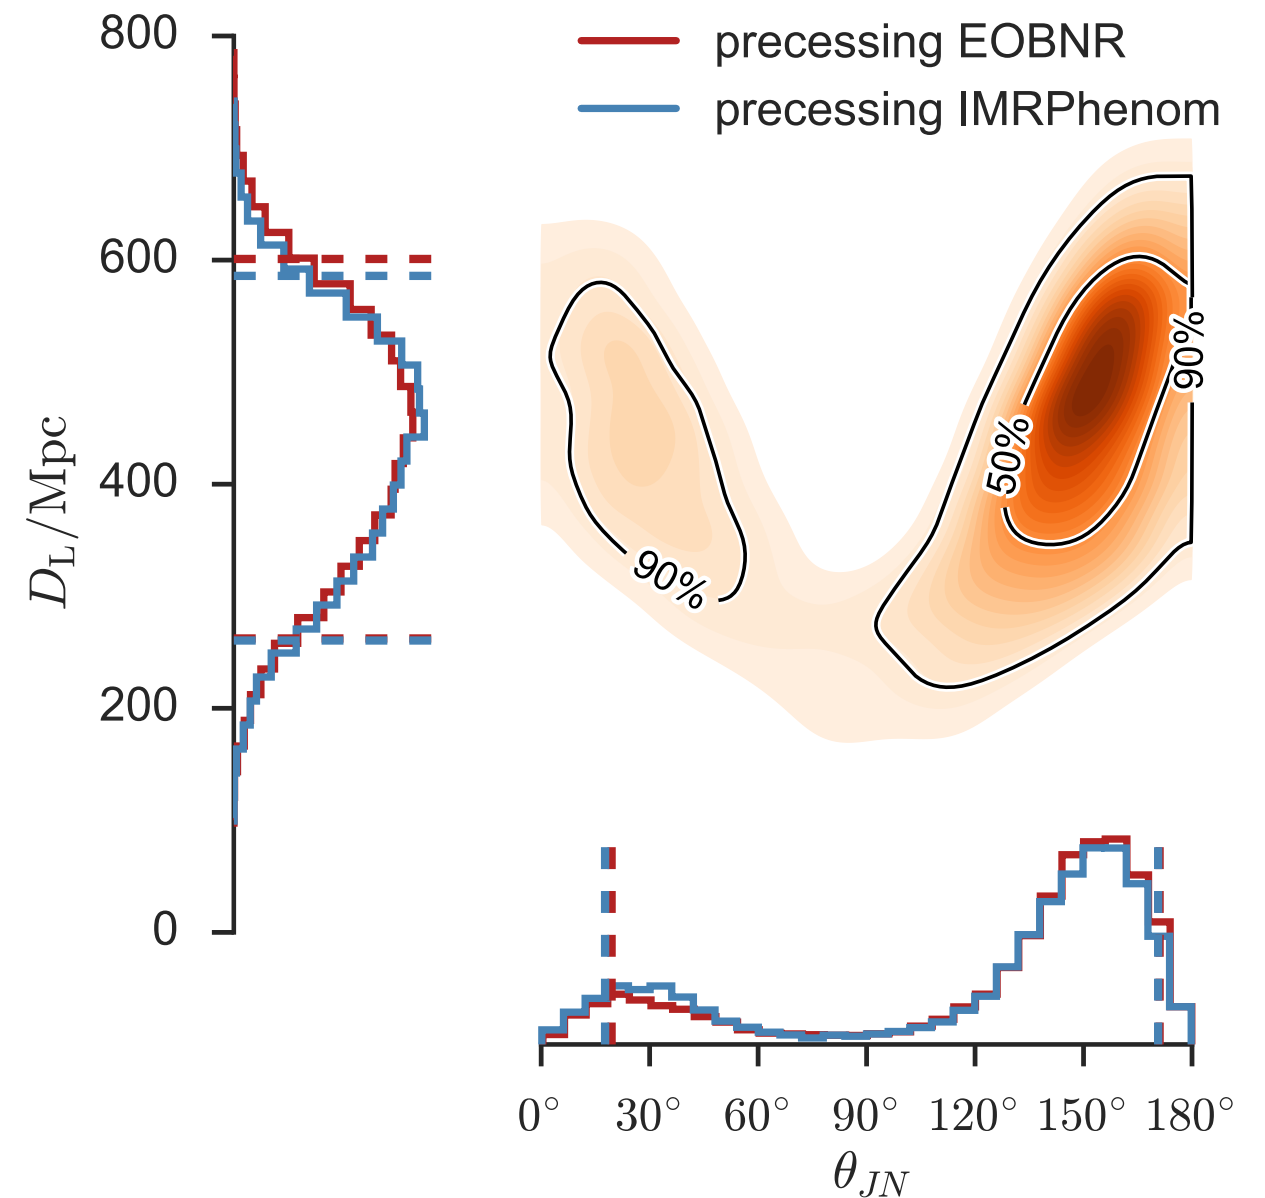 precessing EOBNR
precessing IMRPhenom
800
600
400
200
0
D_L/Mpc
90%
50%
90%
0° 30° 60° 90° 120° 150° 180°
θ_JN